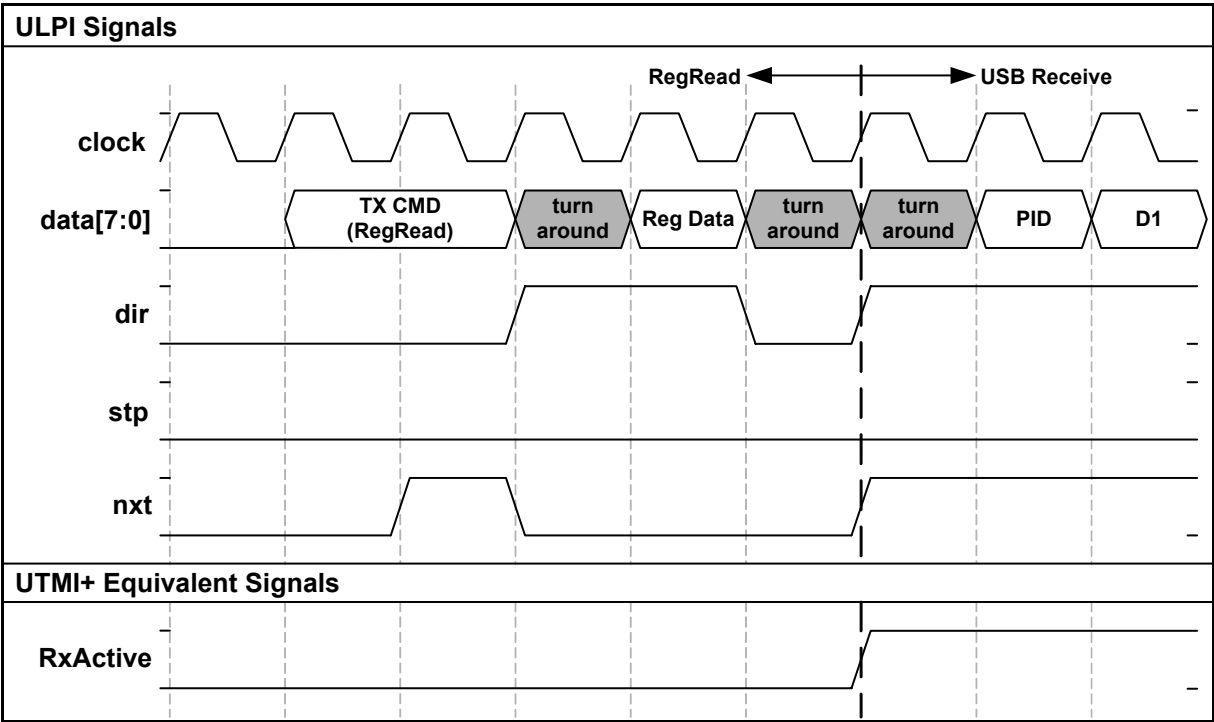 ULPI Signals
RegRead
USB Receive
clock
data[7:0]
TX CMD
(RegRead)
turn
around
Reg Data
turn
around
turn
around
PID
D1
dir
stp
nxt
UTMI+ Equivalent Signals
RxActive